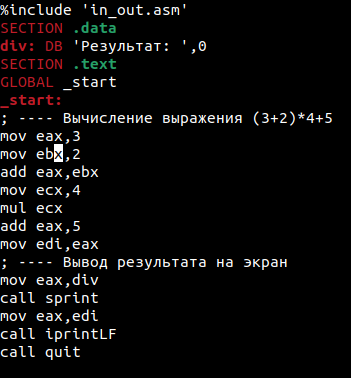 %include 'in_out.asm'
SECTION .data
div: DB 'Результат: ',0
SECTION .text
GLOBAL _start
_start:
; ---- Вычисление выражения (3+2)*4+5
mov eax,3
mov ebx,2
add eax,ebx
mov ecx,4
mul ecx
add eax,5
mov edi,eax
; ---- Вывод результата на экран
mov eax,div
call sprint
mov eax,edi
call iprintLF
call quit